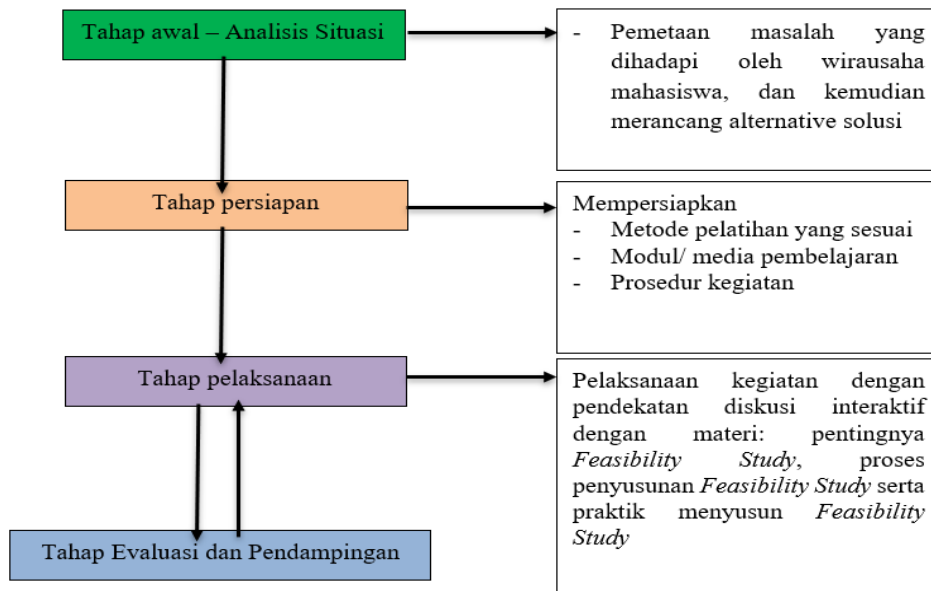 Tahap awal – Analisis Situasi
- Pemetaan masalah yang
dihadapi oleh wirausaha
mahasiswa, dan kemudian
merancang alternative solusi
Tahap persiapan
Mempersiapkan
- Metode pelatihan yang sesuai
- Modul/ media pembelajaran
- Prosedur kegiatan
Tahap pelaksanaan
Pelaksanaan kegiatan dengan
pendekatan diskusi interaktif
dengan materi: pentingnya
Feasibility Study, proses
penyusunan Feasibility Study serta
praktik menyusun Feasibility
Study
Tahap Evaluasi dan Pendampingan